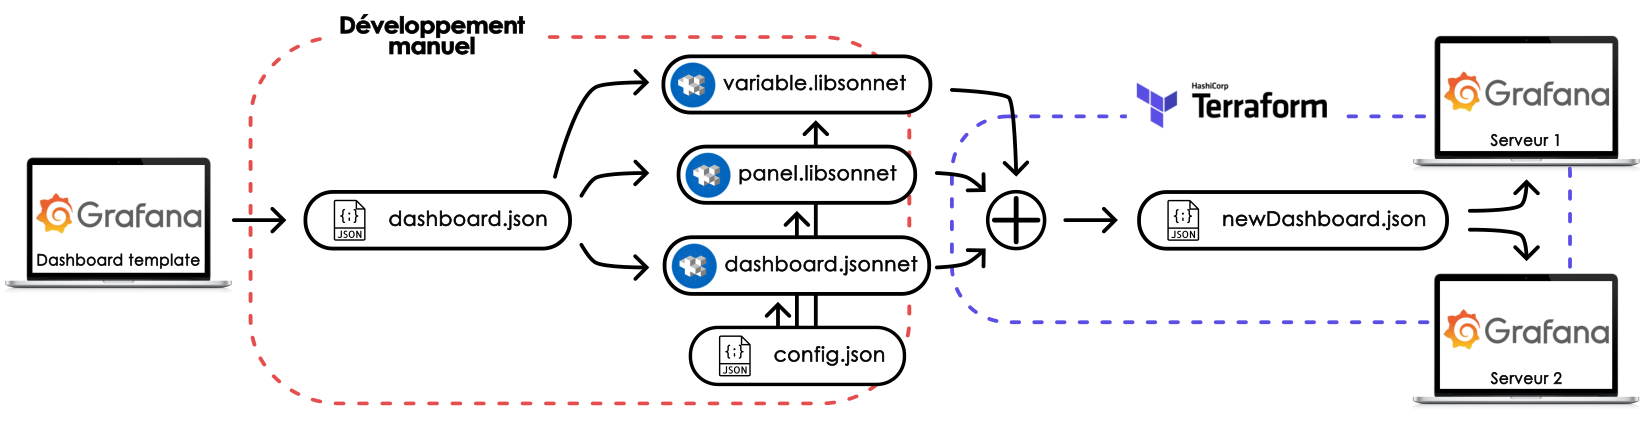 Développement
manuel
Grafana
Dashboard template
{;}
JSON
dashboard.json
variable.libsonnet
panel.libsonnet
dashboard.jsonnet
{;}
JSON
config.json
HashiCorp
Terraform
{;}
JSON
newDashboard.json
Grafana
Serveur 1
Grafana
Serveur 2